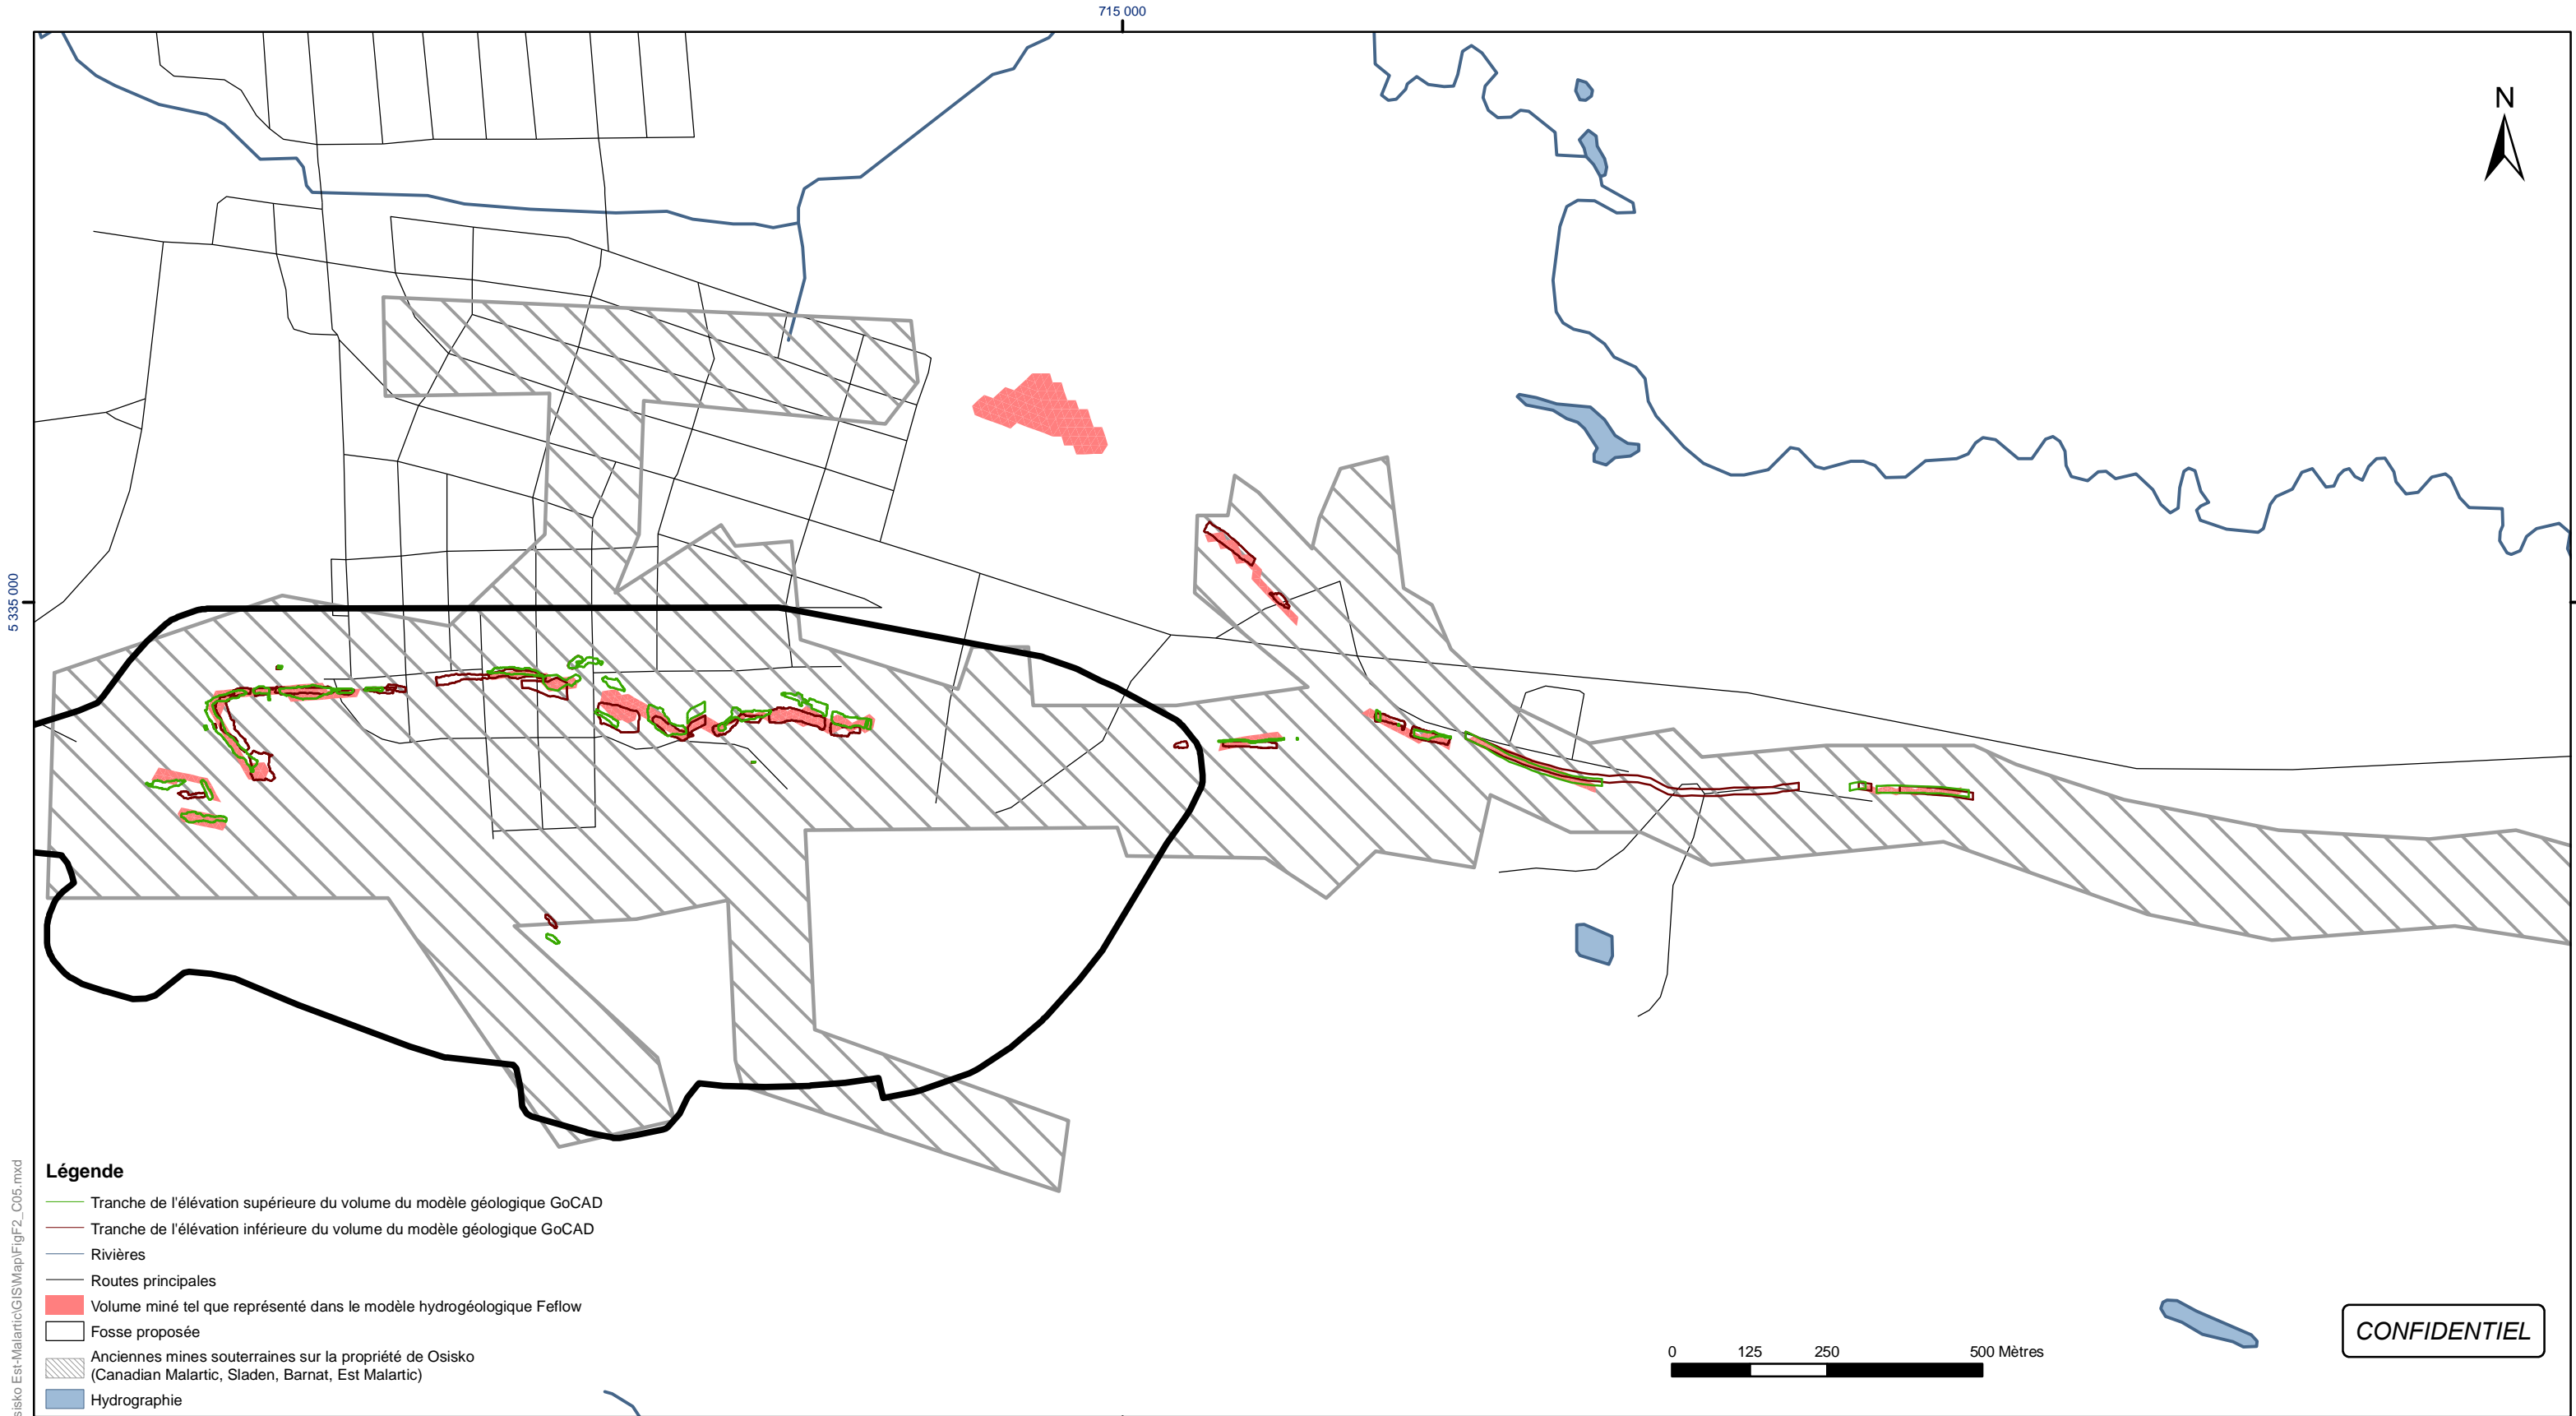 715 000
N
5 335 000
Légende
Tranche de l'élévation supérieure du volume du modèle géologique GoCAD
Tranche de l'élévation inférieure du volume du modèle géologique GoCAD
Rivières
Routes principales
Volume miné tel que représenté dans le modèle hydrogéologique Feflow
Fosse proposée
Anciennes mines souterraines sur la propriété de Osisko
(Canadian Malartic, Sladen, Barnat, Est Malartic)
Hydrographie
0 125 250 500 Mètres
CONFIDENTIEL
sisko Est-Malartic\GIS\Map\FigF2_C05.mxd